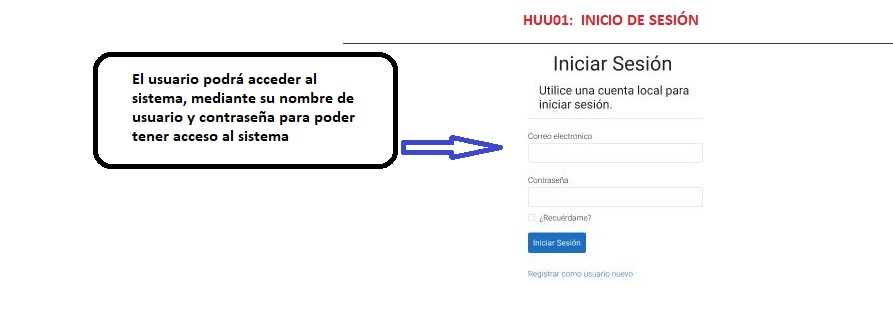 HUU01: INICIO DE SESIÓN
El usuario podrá acceder al
sistema, mediante su nombre de
usuario y contraseña para poder
tener acceso al sistema
Iniciar Sesión
Utilice una cuenta local para
iniciar sesión.
Correo electronico
Contraseña
¿Recuérdame?
Iniciar Sesión
Registrar como usuario nuevo